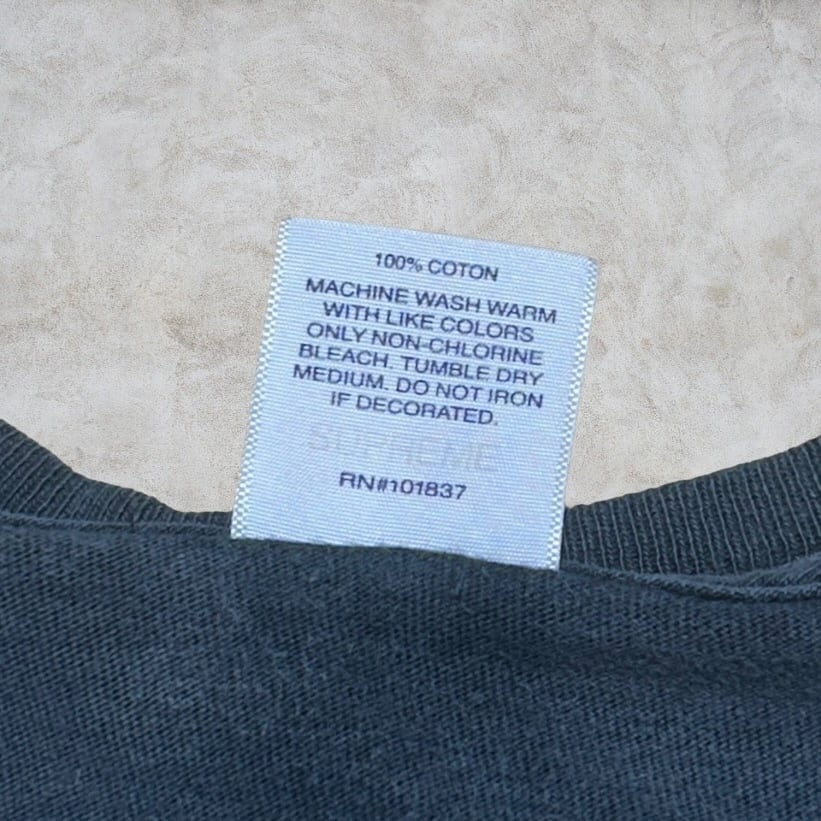 100% COTON
MACHINE WASH WARM
WITH LIKE COLORS
ONLY NON-CHLORINE
BLEACH. TUMBLE DRY
MEDIUM. DO NOT IRON
IF DECORATED.
SUPREME
RN#101837